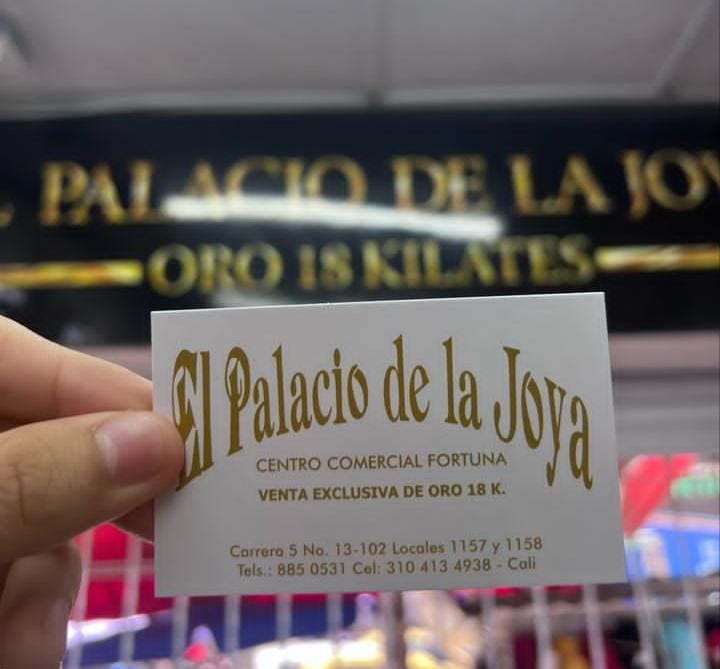 PALACIO DE LA JOY
ORO 18 KILATES
El Palacio de la Joya
CENTRO COMERCIAL FORTUNA
VENTA EXCLUSIVA DE ORO 18 K.
Carrera 5 No. 13-102 Locales 1157 y 1158
Tels.: 885 0531 Cel: 310 413 4938 - Cali